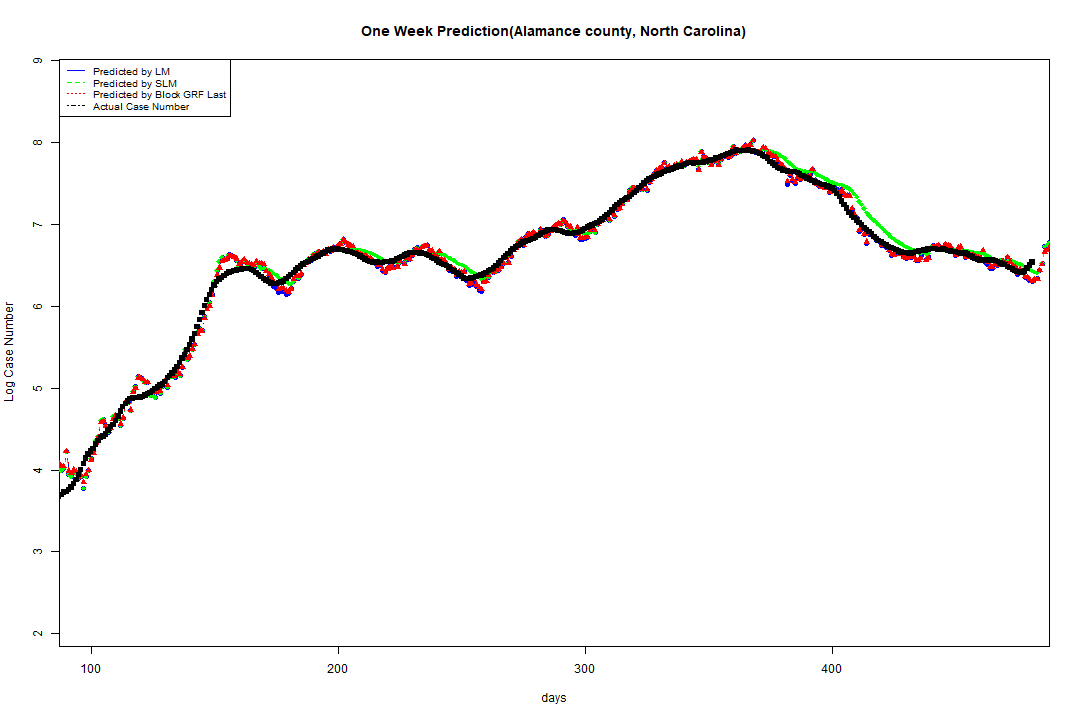 One Week Prediction(Alamance county, North Carolina)
Predicted by LM
Predicted by SLM
Predicted by Block GRF Last
Actual Case Number
9
8
7
6
5
4
3
2
Log Case Number
100 200 300 400
days